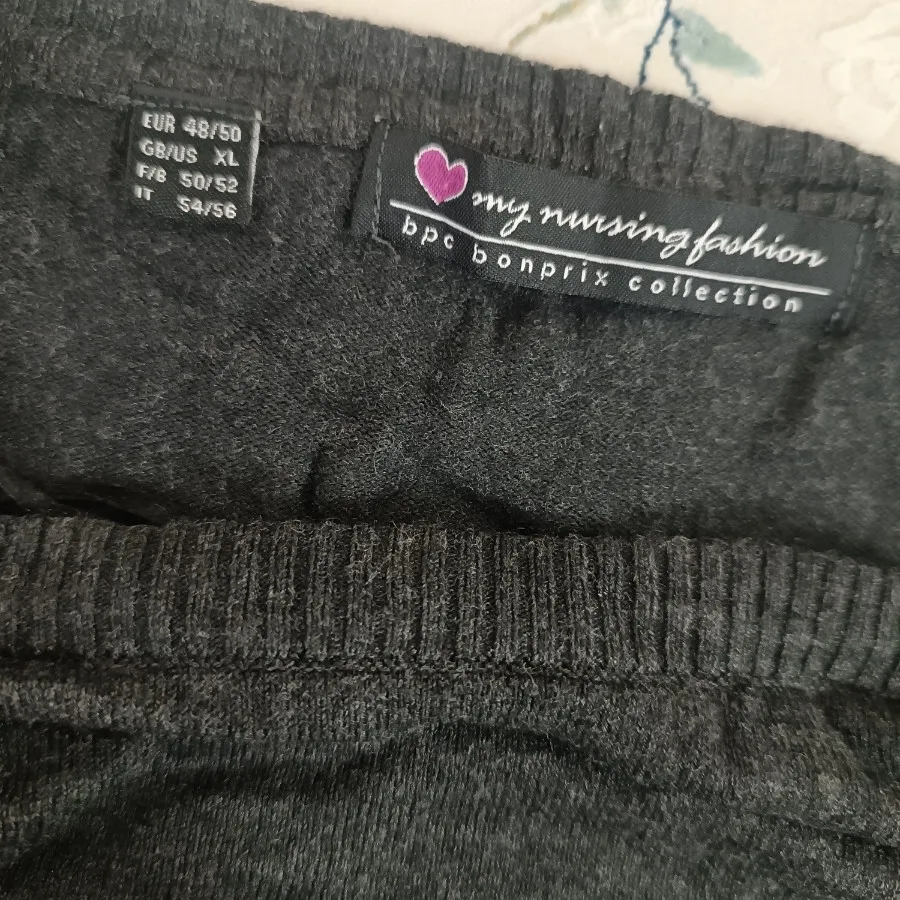 EUR 48/50
GB/US XL
F/B 50/52
IT 54/56
my nursing fashion
bpc bonprix collection